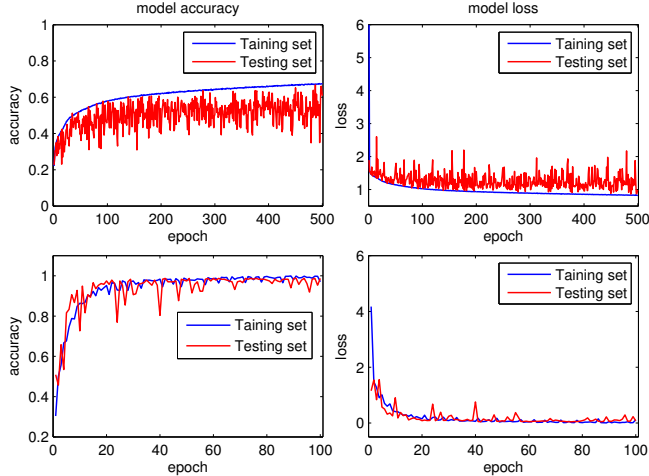 model accuracy
model loss
1
0.8
0.6
0.4
0.2
0
accuracy
Taining set
Testing set
0 100 200 300 400 500
epoch
6
5
4
3
2
1
loss
Taining set
Testing set
0 100 200 300 400 500
epoch
1
0.8
0.6
0.4
0.2
accuracy
Taining set
Testing set
0 20 40 60 80 100
epoch
6
4
2
0
loss
Taining set
Testing set
0 20 40 60 80 100
epoch